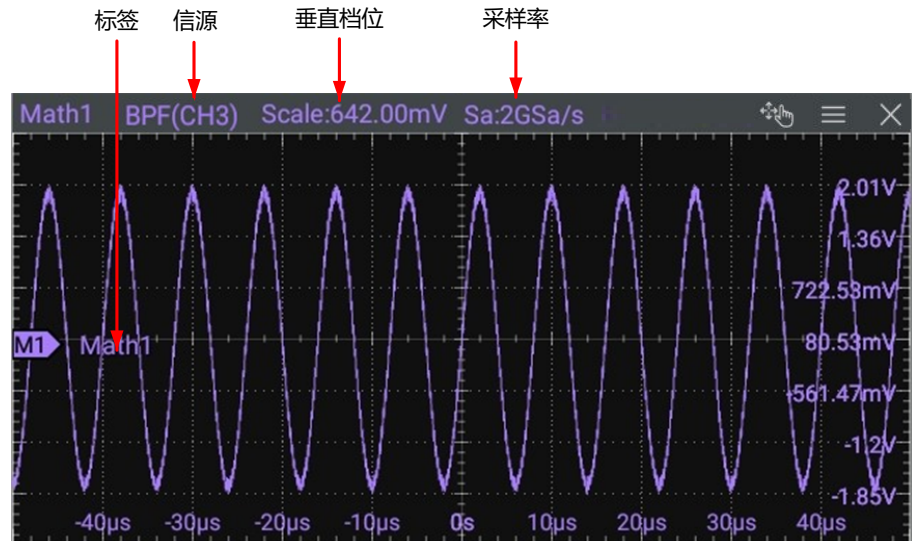 标签 信源 垂直档位 采样率
Math1 BPF(CH3) Scale:642.00mV Sa:2GSa/s
2.01V
1.36V
722.53mV
M1 Math1 80.53mV
-561.47mV
-1.2V
-1.85V
-40µs -30µs -20µs -10µs 0s 10µs 20µs 30µs 40µs